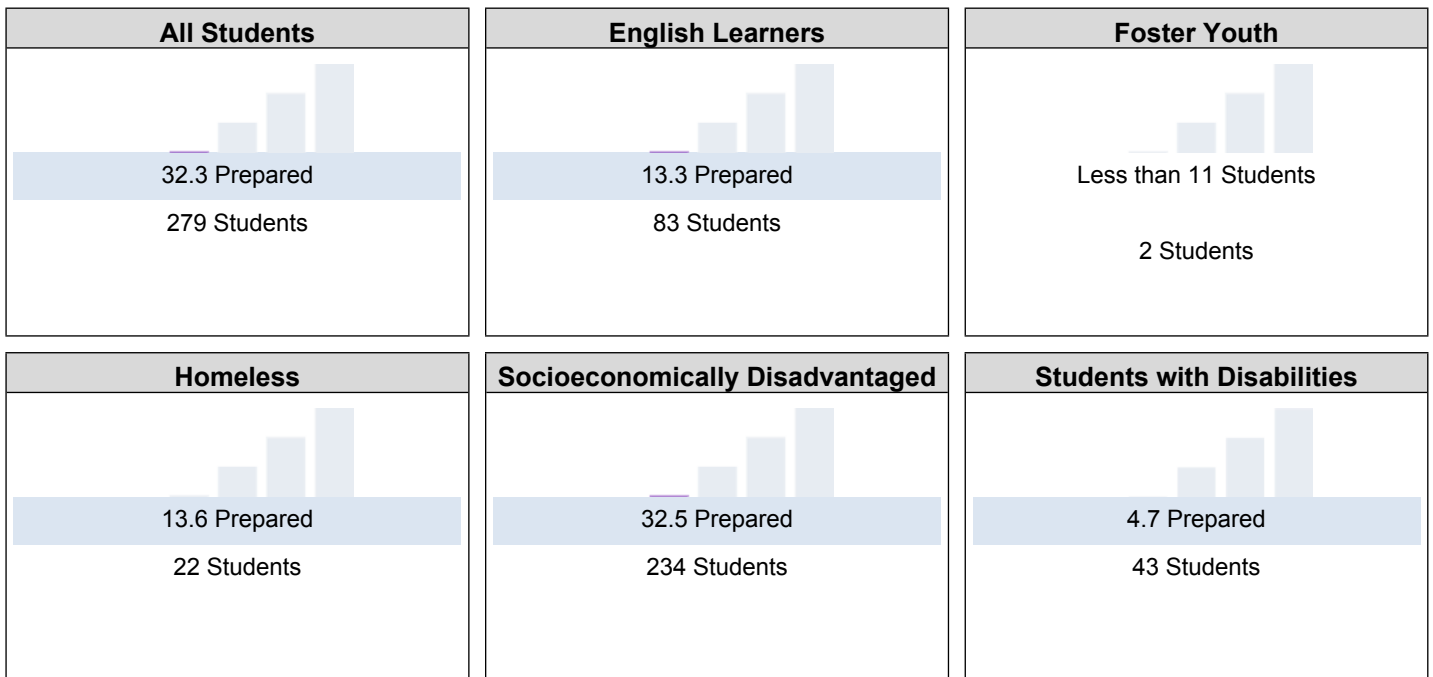 All Students
32.3 Prepared
279 Students
English Learners
13.3 Prepared
83 Students
Foster Youth
Less than 11 Students
2 Students
Homeless
13.6 Prepared
22 Students
Socioeconomically Disadvantaged
32.5 Prepared
234 Students
Students with Disabilities
4.7 Prepared
43 Students